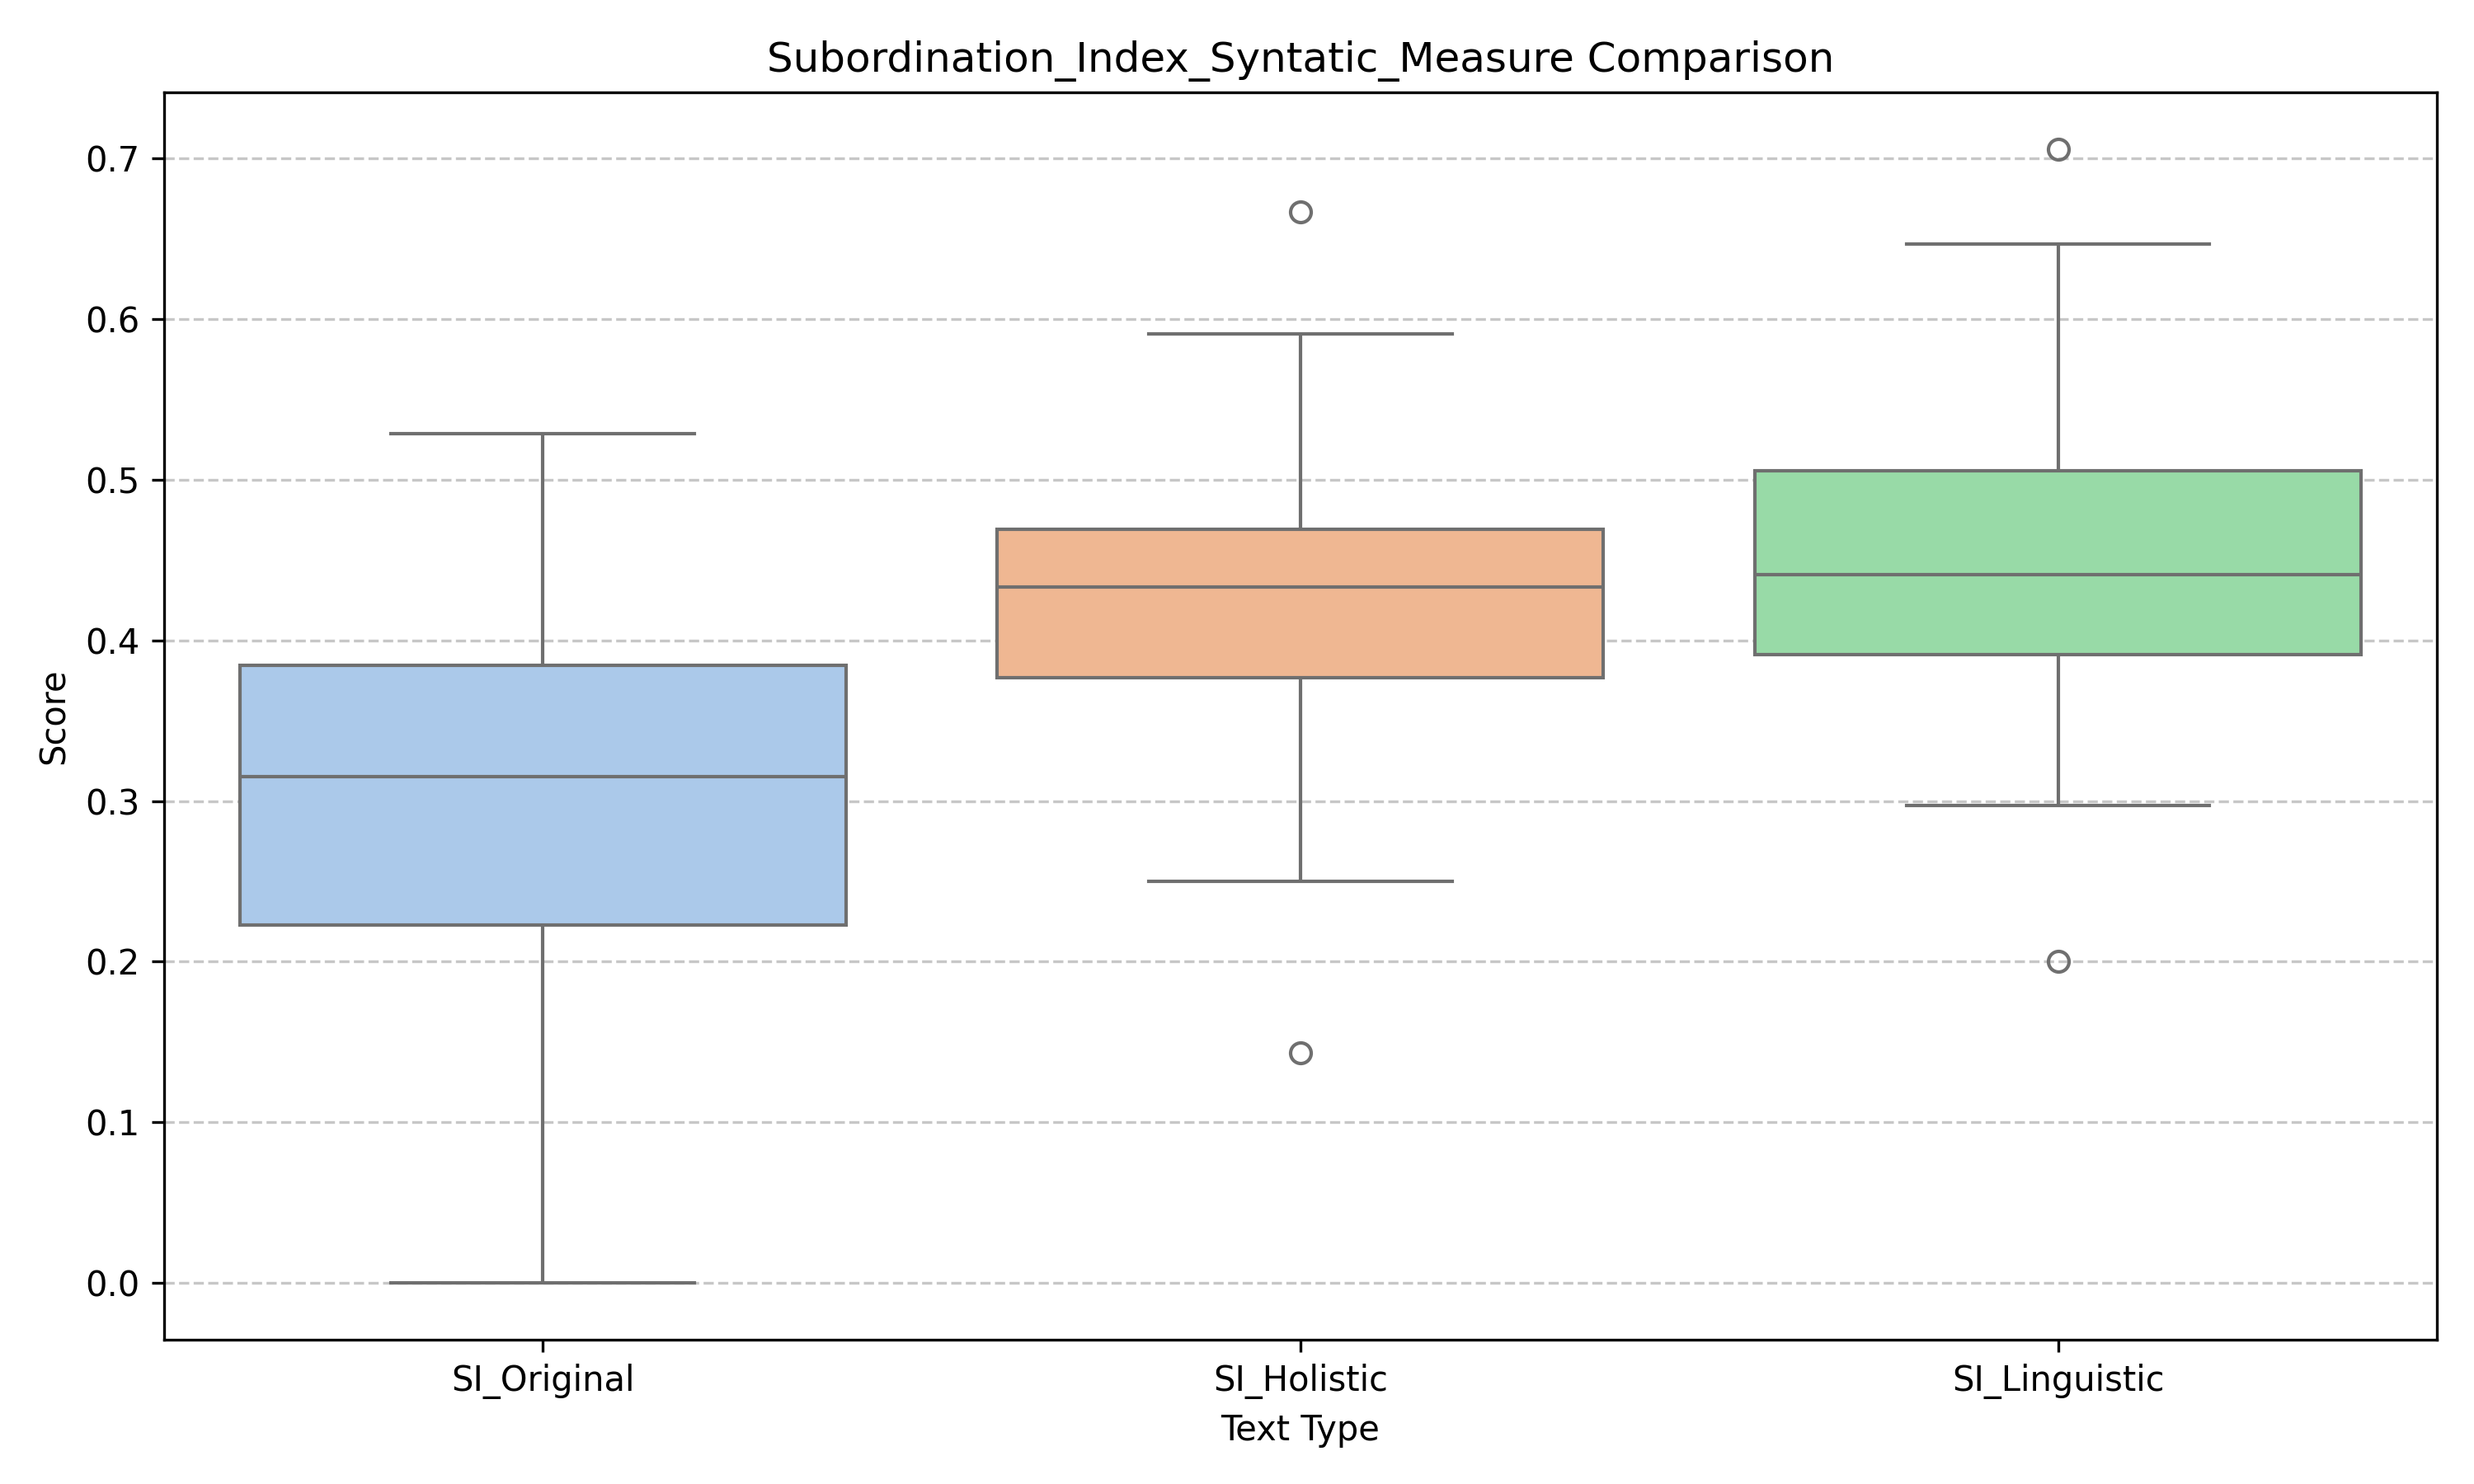 Subordination_Index_Syntatic_Measure Comparison
Score
0.7
0.6
0.5
0.4
0.3
0.2
0.1
0.0
SI_Original
SI_Holistic
SI_Linguistic
Text Type